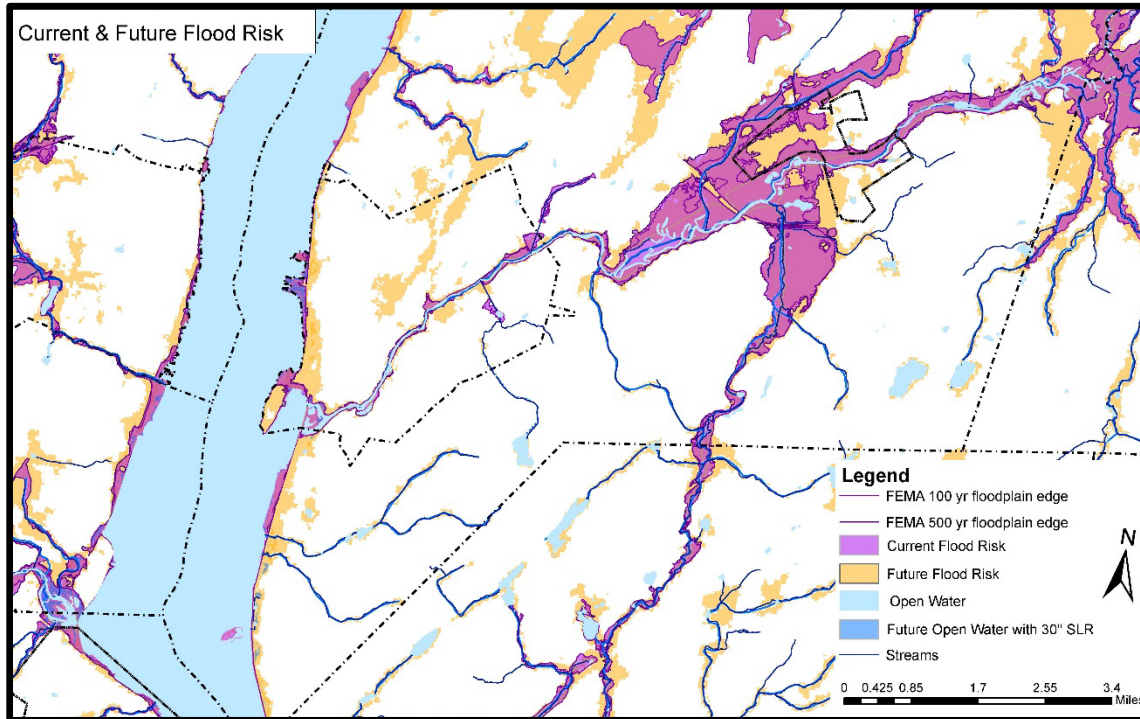 Current & Future Flood Risk
Legend
FEMA 100 yr floodplain edge
FEMA 500 yr floodplain edge
Current Flood Risk
Future Flood Risk
Open Water
Future Open Water with 30" SLR
Streams
N
0 0.425 0.85 1.7 2.55 3.4
Miles